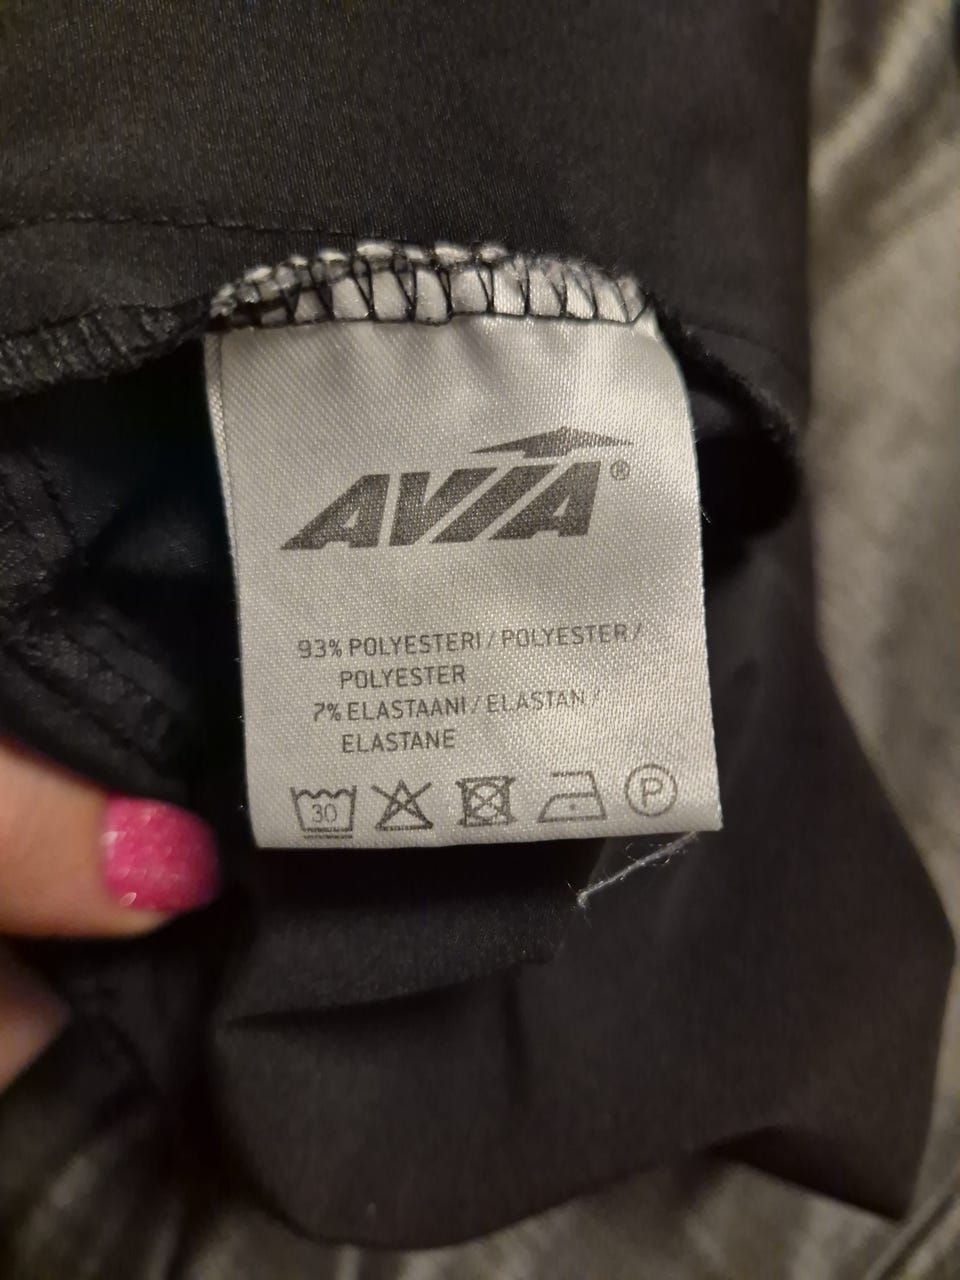 AVIA®
93% POLYESTERI / POLYESTER /
POLYESTER
7% ELASTAANI / ELASTAN /
ELASTANE
30 P